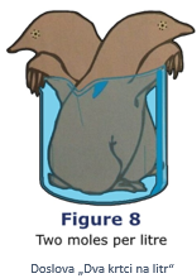 Figure 8
Two moles per litre
Doslova „Dva krtci na litr“